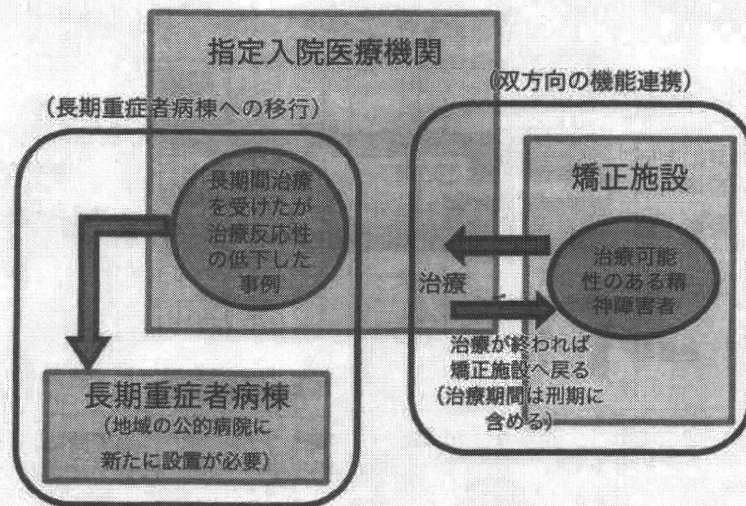 指定入院医療機関
(双方向の機能連携)
(長期重症者病棟への移行)
長期間治療
を受けたが
治療反応性
の低下した
事例
矯正施設
治療可能
性のある精
神障害者
治療
治療が終われば
矯正施設へ戻る
(治療期間は刑期に
含める)
長期重症者病棟
(地域の公的病院に
新たに設置が必要)